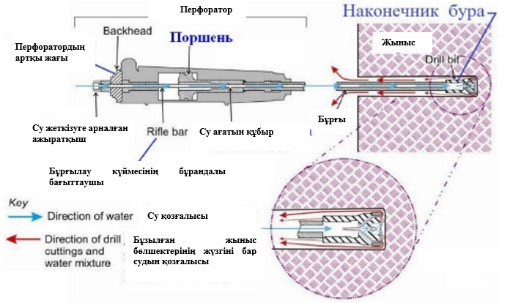 Перфоратор
Наконечник бура
Backhead
Поршень
Жыныс
Перфоратордың
артқы жағы
Drill bit
Су жеткізуге арналған
ажыратқыш
Rifle bar
Су ағатын құбыр
Бұрғы
Бұрғылау күймесінің бұрандалы
бағыттаушы
Key
Direction of water
Су қозғалысы
Direction of drill
cuttings and
water mixture
Бұзылған жыныс
бөлшектерінің жүзгіні бар
судын қозғалысы